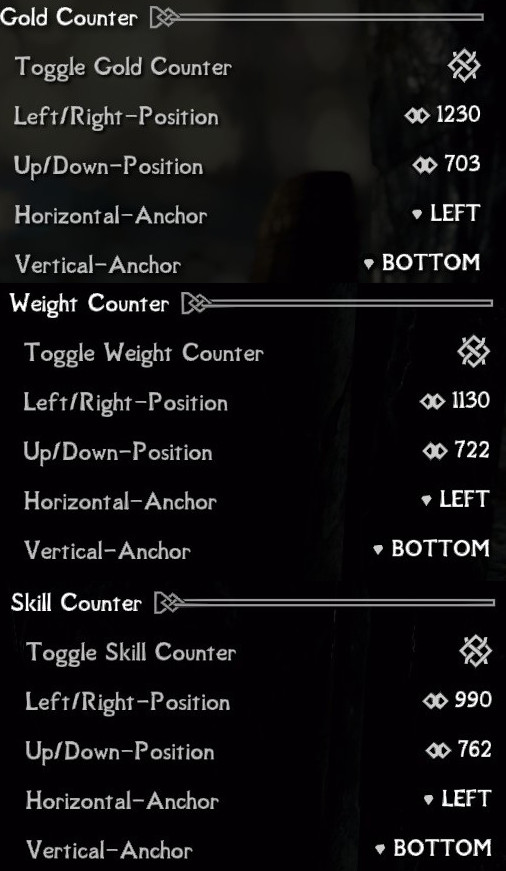 Gold Counter
Toggle Gold Counter
Left/Right-Position 1230
Up/Down-Position 703
Horizontal-Anchor LEFT
Vertical-Anchor BOTTOM
Weight Counter
Toggle Weight Counter
Left/Right-Position 1130
Up/Down-Position 722
Horizontal-Anchor LEFT
Vertical-Anchor BOTTOM
Skill Counter
Toggle Skill Counter
Left/Right-Position 990
Up/Down-Position 762
Horizontal-Anchor LEFT
Vertical-Anchor BOTTOM